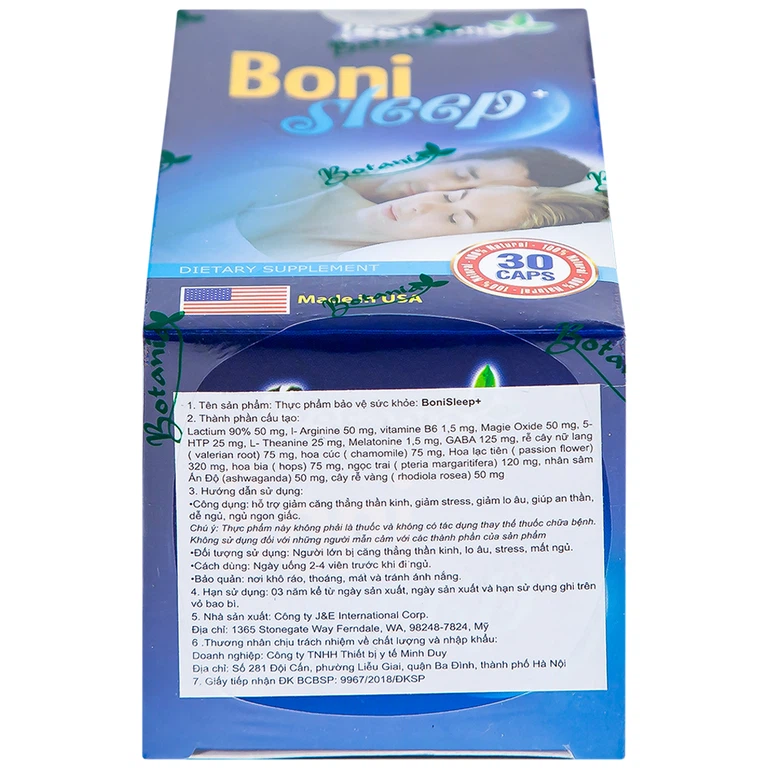 Boni
sleep+
Botania
Botania
Botania
100% Natural · 100% Natural
30
CAPS
100% Natural · 100% Natural
DIETARY SUPPLEMENT
Made in USA
Botania
Botania
Botania
1. Tên sản phẩm: Thực phẩm bảo vệ sức khỏe: BoniSleep+
2. Thành phần cấu tạo:
Lactium 90% 50 mg, l- Arginine 50 mg, vitamine B6 1,5 mg, Magie Oxide 50 mg, 5-
HTP 25 mg, L- Theanine 25 mg, Melatonine 1,5 mg, GABA 125 mg, rễ cây nữ lang
( valerian root) 75 mg, hoa cúc ( chamomile) 75 mg, Hoa lạc tiên ( passion flower)
320 mg, hoa bia ( hops) 75 mg, ngọc trai ( pteria margaritifera) 120 mg, nhân sâm
Ấn Độ (ashwaganda) 50 mg, cây rễ vàng ( rhodiola rosea) 50 mg
3. Hướng dẫn sử dụng:
•Công dụng: hỗ trợ giảm căng thẳng thần kinh, giảm stress, giảm lo âu, giúp an thần,
dễ ngủ, ngủ ngon giấc.
Chú ý: Thực phẩm này không phải là thuốc và không có tác dụng thay thế thuốc chữa bệnh.
Không sử dụng đối với những người mẫn cảm với các thành phần của sản phẩm
•Đối tượng sử dụng: Người lớn bị căng thẳng thần kinh, lo âu, stress, mất ngủ.
•Cách dùng: Ngày uống 2-4 viên trước khi đi ngủ.
•Bảo quản: nơi khô ráo, thoáng, mát và tránh ánh nắng.
4. Hạn sử dụng: 03 năm kể từ ngày sản xuất, ngày sản xuất và hạn sử dụng ghi trên
vỏ bao bì.
5. Nhà sản xuất: Công ty J&E International Corp.
Địa chỉ: 1365 Stonegate Way Ferndale, WA, 98248-7824, Mỹ
6 .Thương nhân chịu trách nhiệm về chất lượng và nhập khẩu:
Doanh nghiệp: Công ty TNHH Thiết bị y tế Minh Duy
Địa chỉ: Số 281 Đội Cấn, phường Liễu Giai, quận Ba Đình, thành phố Hà Nội
7. Giấy tiếp nhận ĐK BCBSP: 9967/2018/ĐKSP